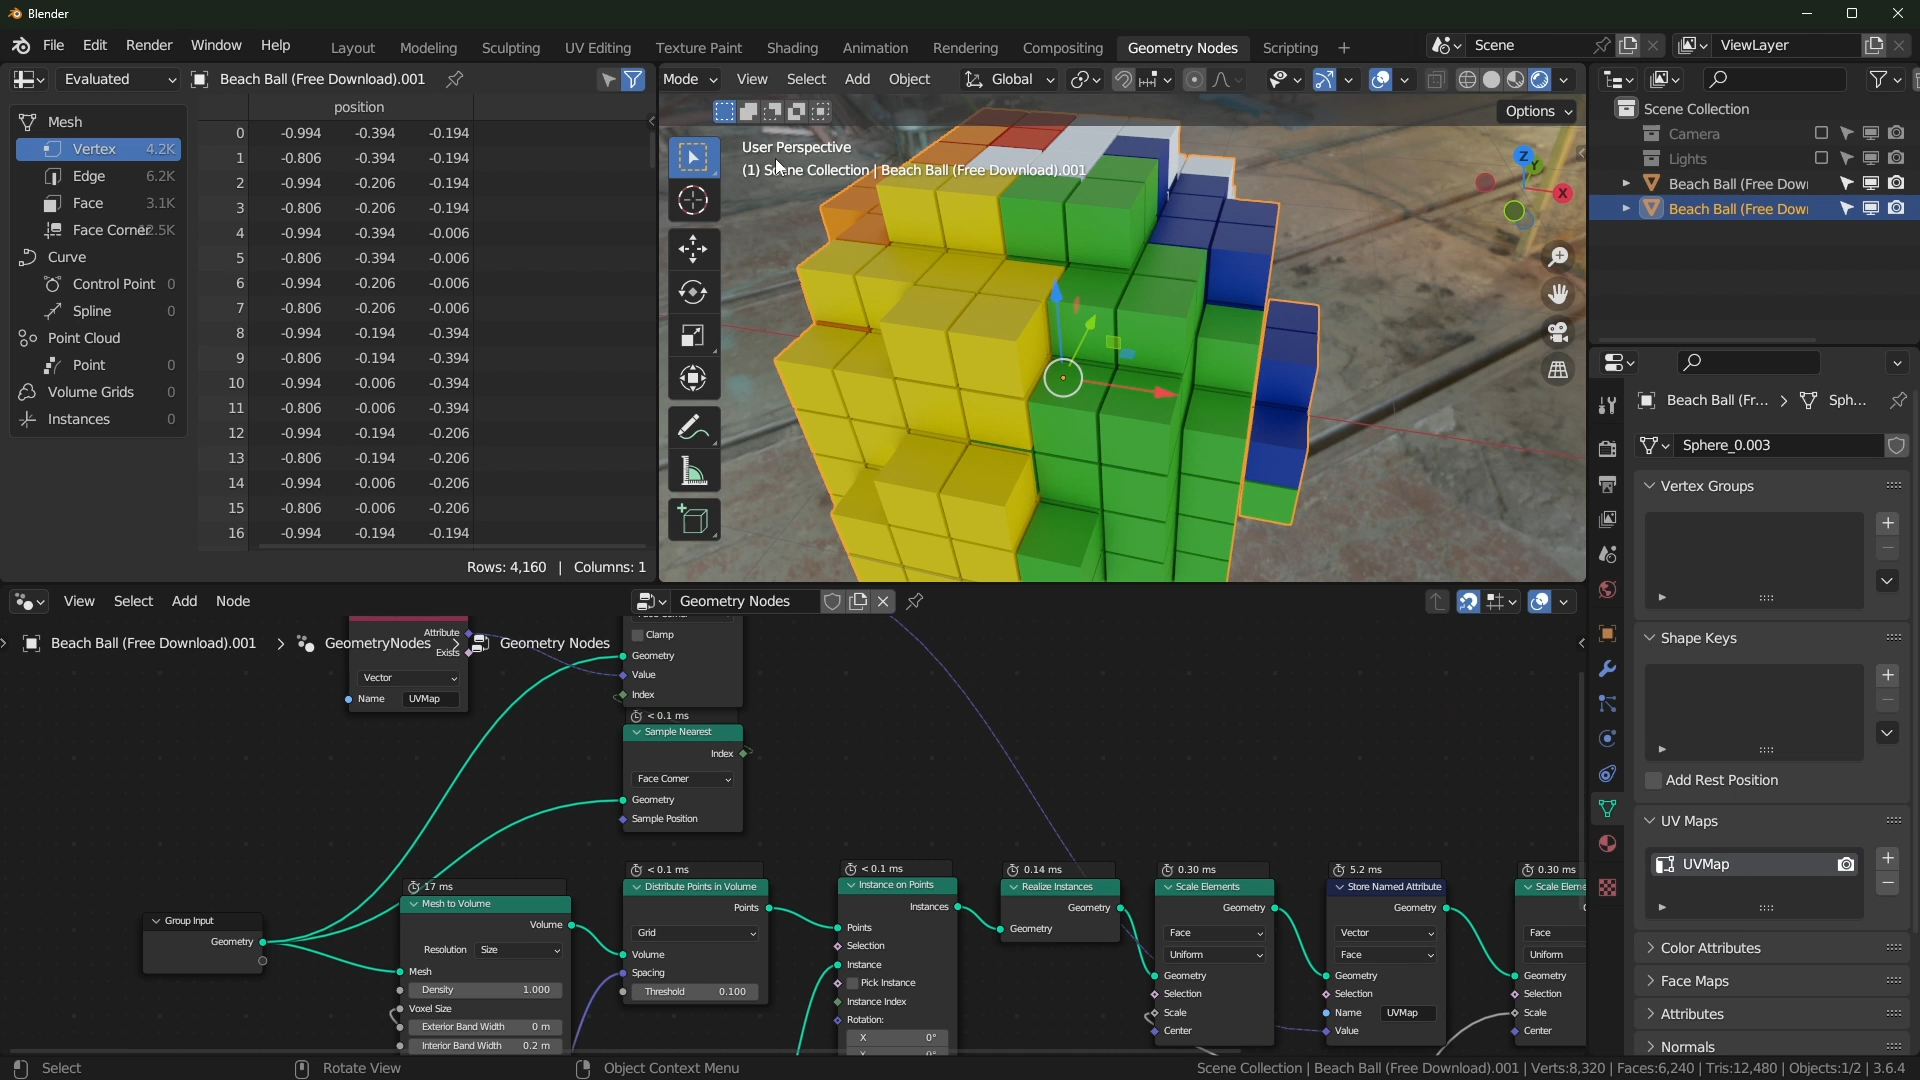 Blender
File Edit Render Window Help
Layout Modeling Sculpting UV Editing Texture Paint Shading Animation Rendering Compositing Geometry Nodes Scripting +
Scene
ViewLayer
Evaluated
Beach Ball (Free Download).001
position
Mesh
Vertex 4.2K
Edge 6.2K
Face 3.1K
Face Corner 12.5K
Curve
Control Point 0
Spline 0
Point Cloud
Point 0
Volume Grids 0
Instances 0
0 -0.994 -0.394 -0.194
1 -0.806 -0.394 -0.194
2 -0.994 -0.206 -0.194
3 -0.806 -0.206 -0.194
4 -0.994 -0.394 -0.006
5 -0.806 -0.394 -0.006
6 -0.994 -0.206 -0.006
7 -0.806 -0.206 -0.006
8 -0.994 -0.194 -0.394
9 -0.806 -0.194 -0.394
10 -0.994 -0.006 -0.394
11 -0.806 -0.006 -0.394
12 -0.994 -0.194 -0.206
13 -0.806 -0.194 -0.206
14 -0.994 -0.006 -0.206
15 -0.806 -0.006 -0.206
16 -0.994 -0.194 -0.194
Rows: 4,160 | Columns: 1
Mode View Select Add Object Global
Options
User Perspective
(1) Scene Collection | Beach Ball (Free Download).001
Z
Y
X
Scene Collection
Camera
Lights
Beach Ball (Free Dow
Beach Ball (Free Dow
Beach Ball (Fr... > Sph...
Sphere_0.003
Vertex Groups
Shape Keys
Add Rest Position
UV Maps
UVMap
Color Attributes
Face Maps
Attributes
Normals
View Select Add Node
Geometry Nodes
Beach Ball (Free Download).001 > GeometryNodes > Geometry Nodes
Attribute
Exists
Vector
Name UVMap
Clamp
Geometry
Value
Index
< 0.1 ms
Sample Nearest
Index
Face Corner
Geometry
Sample Position
Group Input
Geometry
17 ms
Mesh to Volume
Volume
Resolution Size
Mesh
Density 1.000
Voxel Size
Exterior Band Width 0 m
Interior Band Width 0.2 m
< 0.1 ms
Distribute Points in Volume
Points
Grid
Volume
Spacing
Threshold 0.100
< 0.1 ms
Instance on Points
Instances
Points
Selection
Instance
Pick Instance
Instance Index
Rotation:
X 0°
Y 0°
0.14 ms
Realize Instances
Geometry
Geometry
0.30 ms
Scale Elements
Geometry
Face
Uniform
Geometry
Selection
Scale
Center
5.2 ms
Store Named Attribute
Geometry
Vector
Face
Geometry
Selection
Name UVMap
Value
0.30 ms
Scale Eleme
Face
Uniform
Geometry
Selection
Scale
Center
Select
Rotate View
Object Context Menu
Scene Collection | Beach Ball (Free Download).001 | Verts:8,320 | Faces:6,240 | Tris:12,480 | Objects:1/2 | 3.6.4